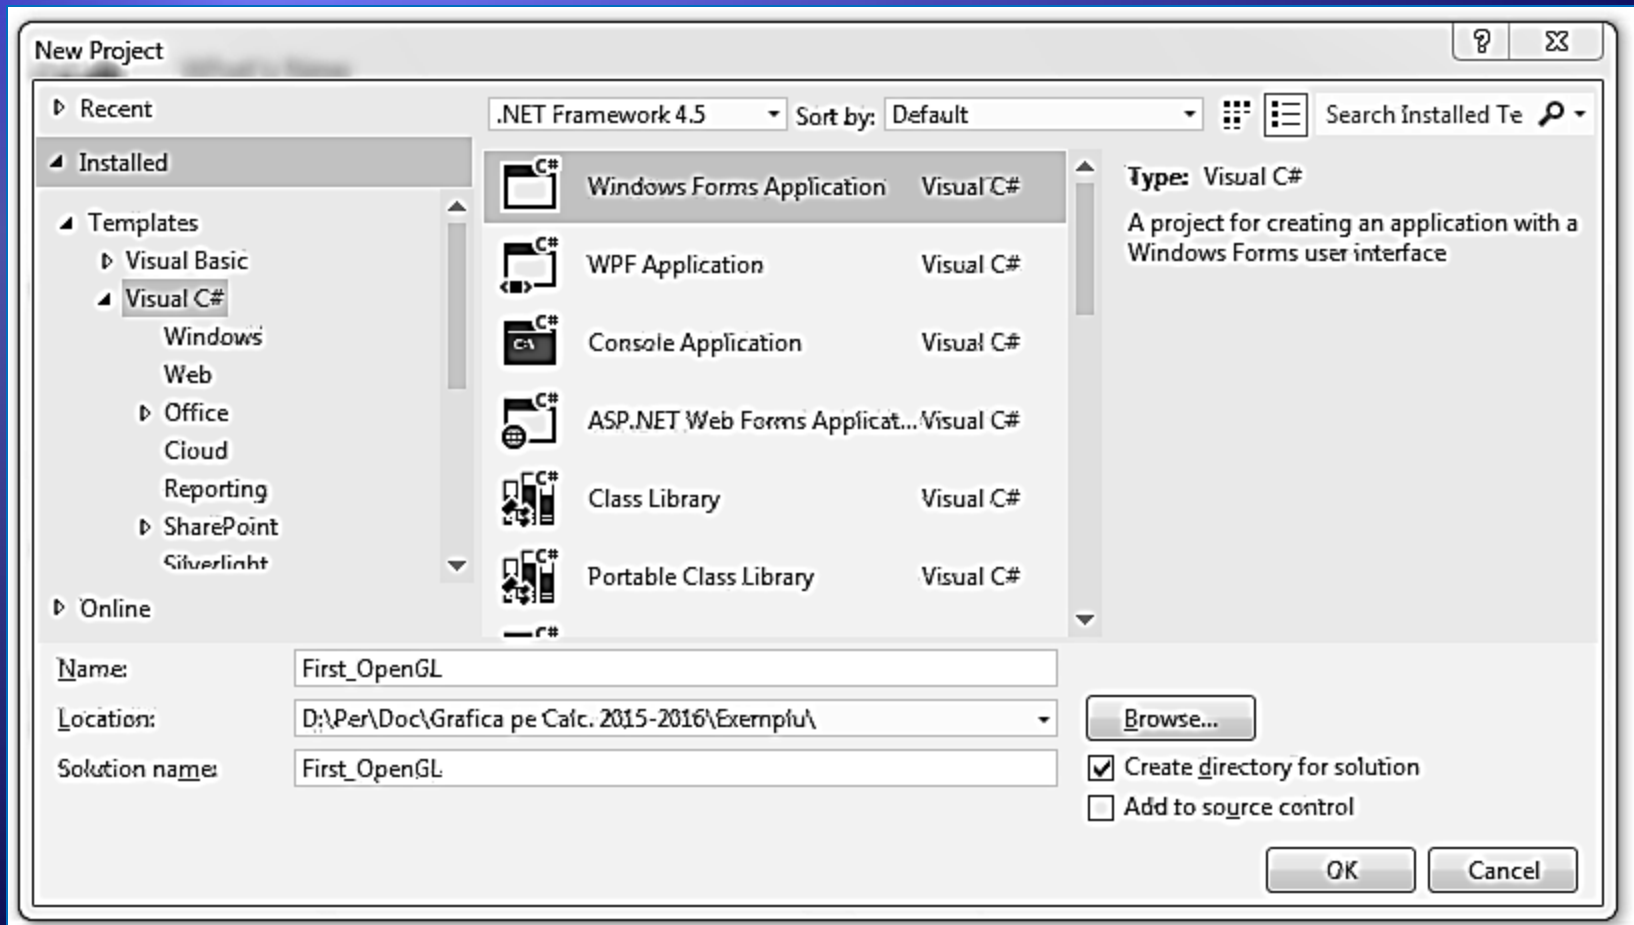 New Project
What's New
Recent
.NET Framework 4.5
Sort by:
Default
Search Installed Te
Installed
Templates
Visual Basic
Visual C#
Windows
Web
Office
Cloud
Reporting
SharePoint
Silverlight
Online
Windows Forms Application Visual C#
WPF Application Visual C#
Console Application Visual C#
ASP.NET Web Forms Applicat... Visual C#
Class Library Visual C#
Portable Class Library Visual C#
Type: Visual C#
A project for creating an application with a
Windows Forms user interface
Name: First_OpenGL
Location: D:\Per\Doc\Grafica pe Calc. 2015-2016\Exemplu\
Browse...
Solution name: First_OpenGL
Create directory for solution
Add to source control
OK
Cancel